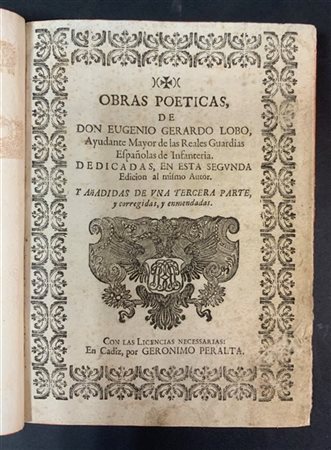 OBRAS POETICAS,
DE
DON EUGENIO GERARDO LOBO,
Ayudante Mayor de las Reales Guardias
Españolas de Infanteria.
DEDICADAS, EN ESTA SEGVNDA
Edicion al mismo Autor.
Y AñADIDAS DE VNA TERCERA PARTE,
y corregidas, y enmendadas.
CON LAS LICENCIAS NECESSARIAS:
En Cadiz, por GERONIMO PERALTA.